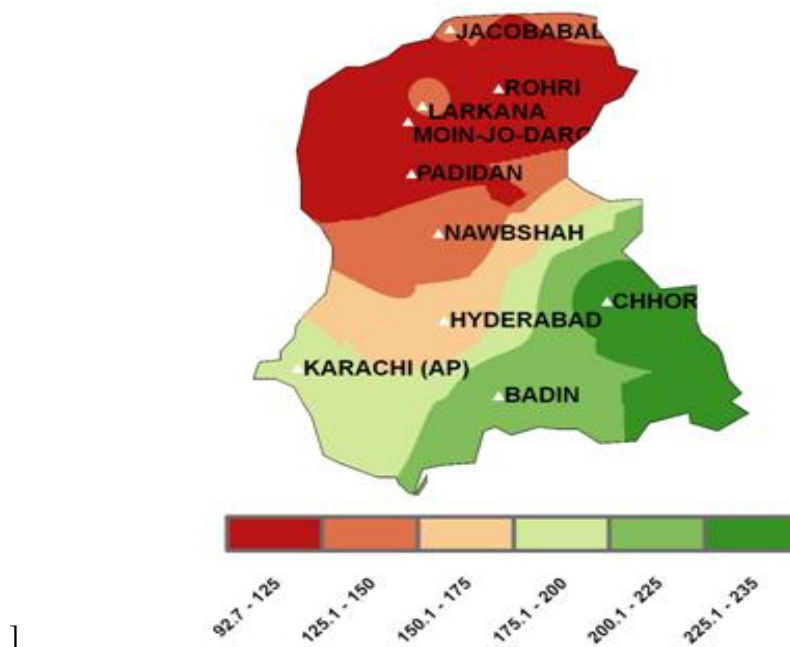 JACOBABAL
ROHRI
LARKANA
MOIN-JO-DARO
PADIDAN
NAWBSHAH
CHHOR
HYDERABAD
KARACHI (AP)
BADIN
92.7 - 125
125.1 - 150
150.1 - 175
175.1 - 200
200.1 - 225
225.1 - 235
]